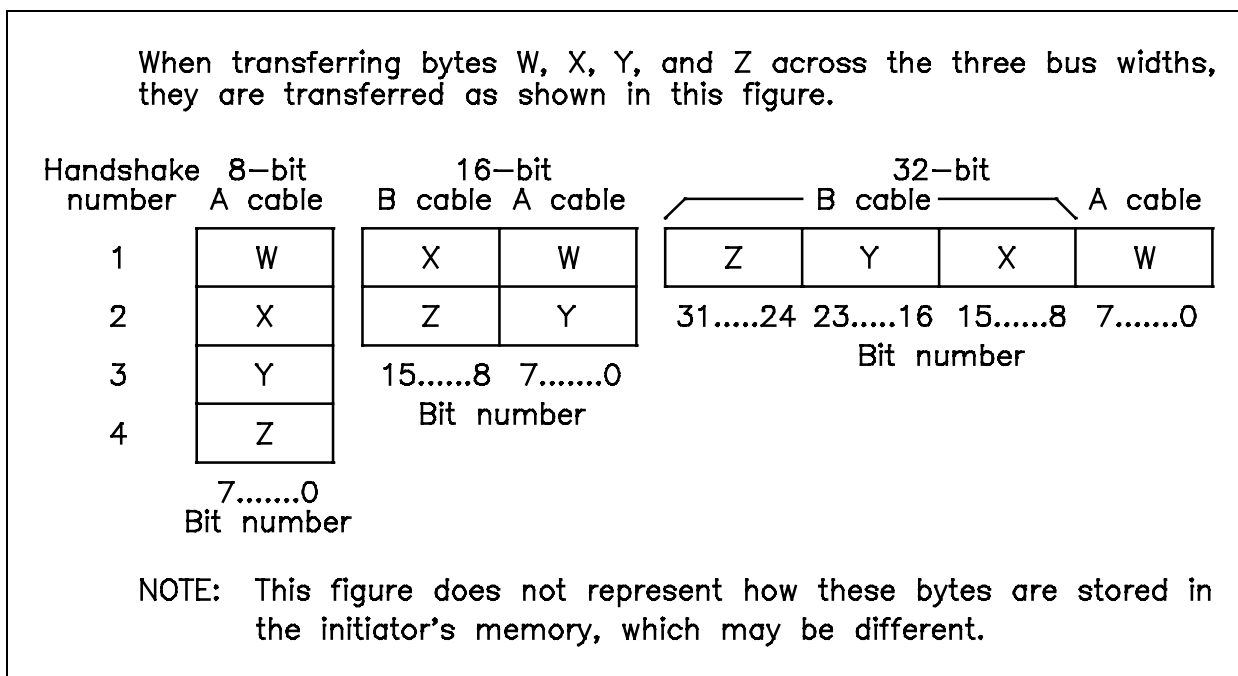 When transferring bytes W, X, Y, and Z across the three bus widths,
they are transferred as shown in this figure.
Handshake 8-bit 16-bit 32-bit
number A cable B cable A cable B cable A cable
1 W X W Z Y X W
2 X Z Y 31.....24 23.....16 15......8 7.......0
Bit number
3 Y 15......8 7.......0
Bit number
4 Z
7.......0
Bit number
NOTE: This figure does not represent how these bytes are stored in
the initiator's memory, which may be different.